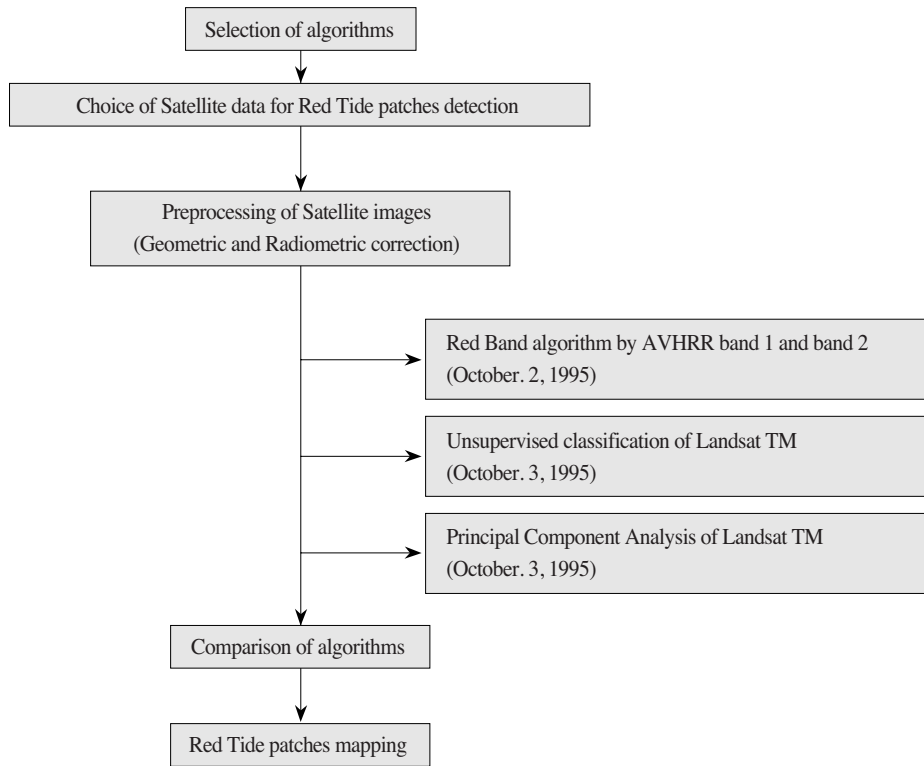 Selection of algorithms
Choice of Satellite data for Red Tide patches detection
Preprocessing of Satellite images
(Geometric and Radiometric correction)
Red Band algorithm by AVHRR band 1 and band 2
(October. 2, 1995)
Unsupervised classification of Landsat TM
(October. 3, 1995)
Principal Component Analysis of Landsat TM
(October. 3, 1995)
Comparison of algorithms
Red Tide patches mapping